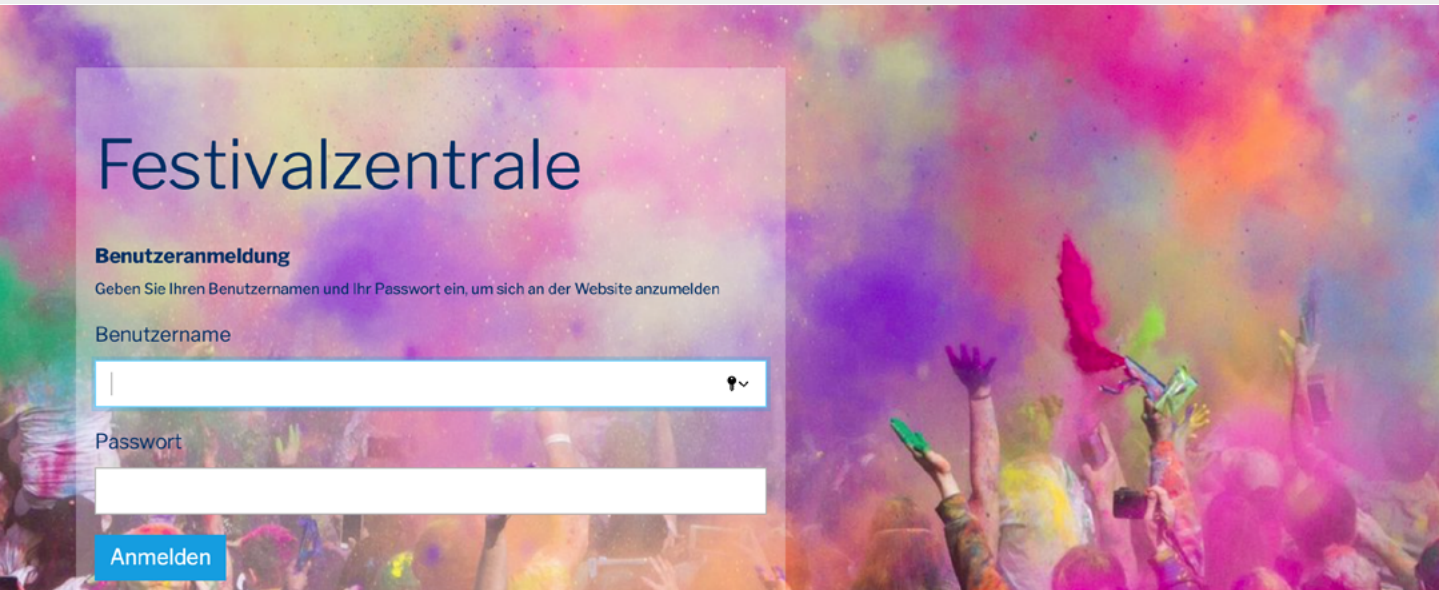 Festivalzentrale
Benutzeranmeldung
Geben Sie Ihren Benutzernamen und Ihr Passwort ein, um sich an der Website anzumelden
Benutzername
Passwort
Anmelden